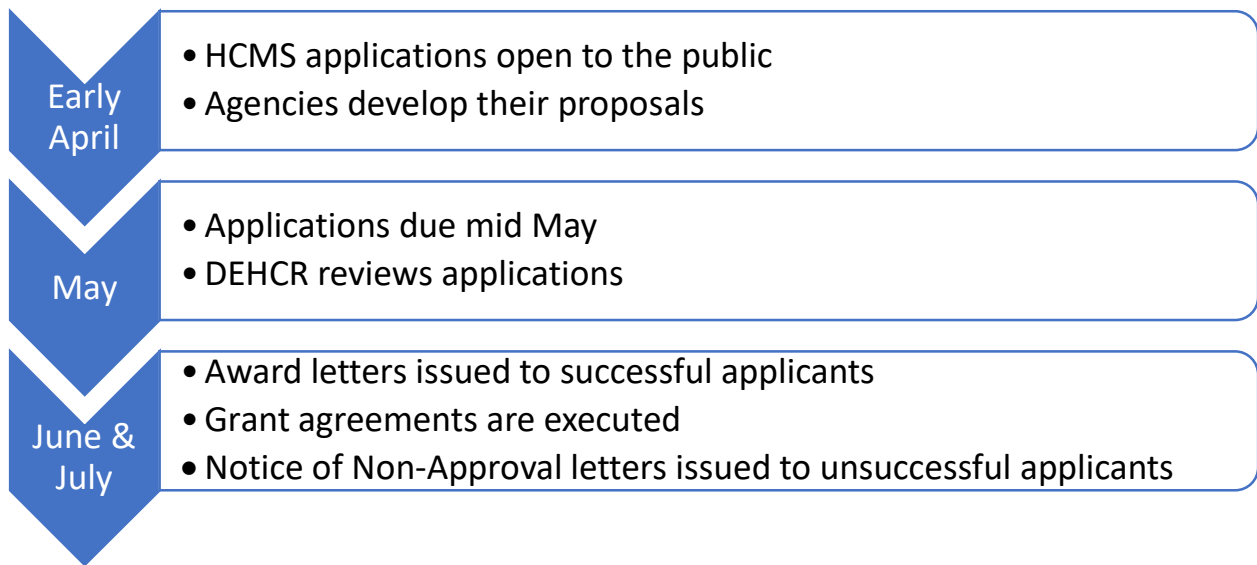 Early
April
• HCMS applications open to the public
• Agencies develop their proposals
May
• Applications due mid May
• DEHCR reviews applications
June &
July
• Award letters issued to successful applicants
• Grant agreements are executed
• Notice of Non-Approval letters issued to unsuccessful applicants